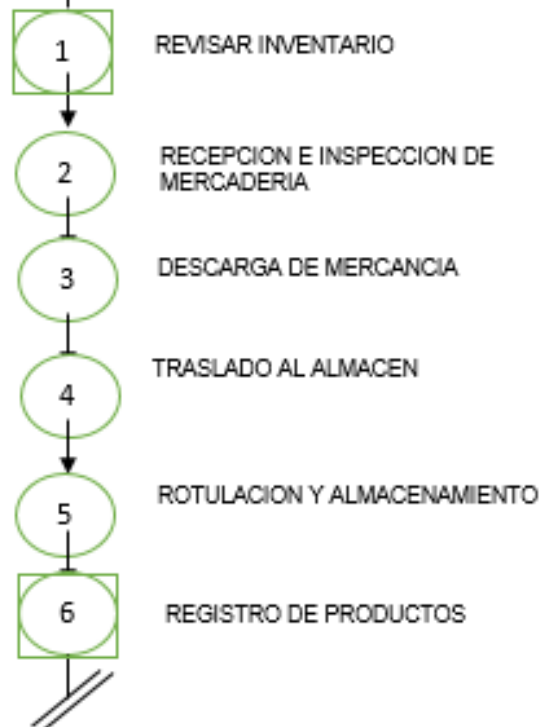 1 REVISAR INVENTARIO
2 RECEPCION E INSPECCION DE
MERCADERIA
3 DESCARGA DE MERCANCIA
4 TRASLADO AL ALMACEN
5 ROTULACION Y ALMACENAMIENTO
6 REGISTRO DE PRODUCTOS